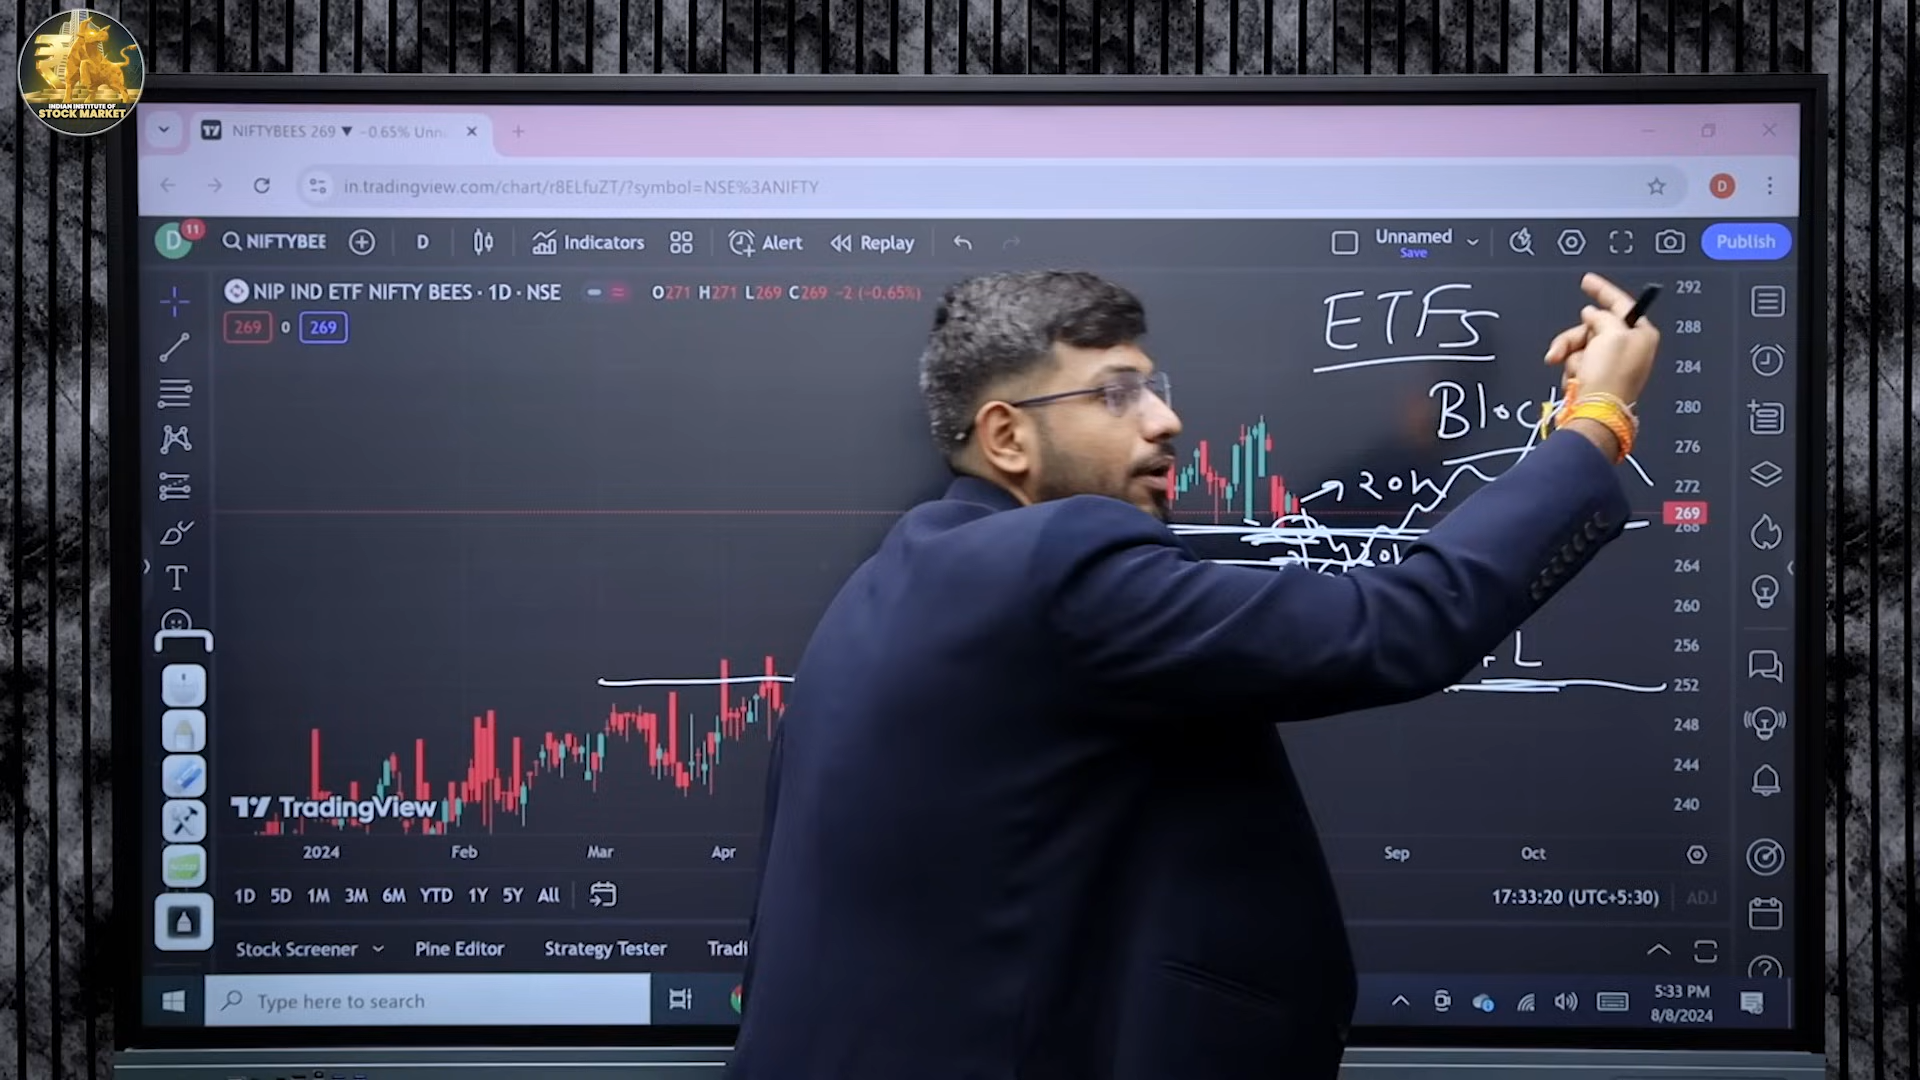 INDIAN INSTITUTE OF
STOCK MARKET
NIFTYBEES 269 ▼ -0.65% Unn
in.tradingview.com/chart/r8ELfuZT/?symbol=NSE%3ANIFTY
D
D
11
NIFTYBEE
D
Indicators
Alert
Replay
Unnamed
Save
Publish
NIP IND ETF NIFTY BEES · 1D · NSE
O271 H271 L269 C269 -2 (-0.65%)
269
0
269
ETFs
Block
20k
292
288
284
280
276
272
269
268
264
260
256
252
248
244
240
TradingView
2024
Feb
Mar
Apr
Sep
Oct
1D 5D 1M 3M 6M YTD 1Y 5Y All
17:33:20 (UTC+5:30)
ADJ
Stock Screener
Pine Editor
Strategy Tester
Tradi
Type here to search
5:33 PM
8/8/2024